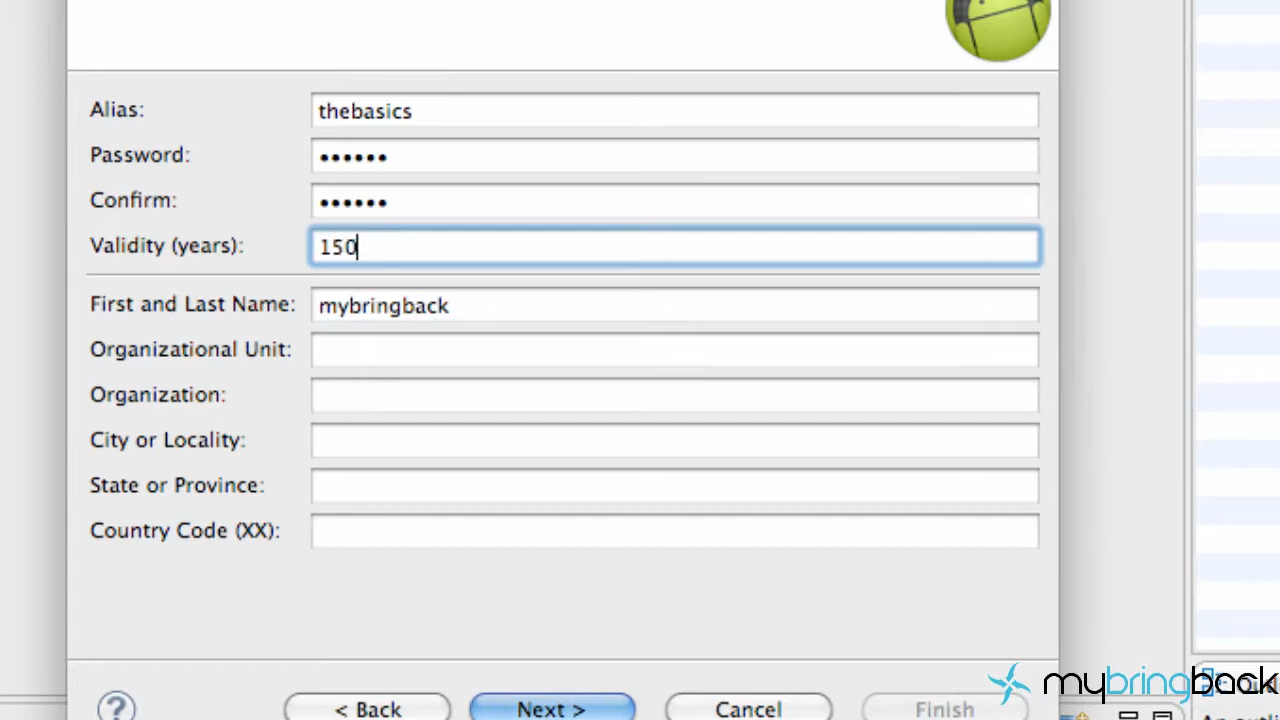 Alias: thebasics
Password: ••••••
Confirm: ••••••
Validity (years): 150
First and Last Name: mybringback
Organizational Unit:
Organization:
City or Locality:
State or Province:
Country Code (XX):
? < Back Next > Cancel Finish
mybringback